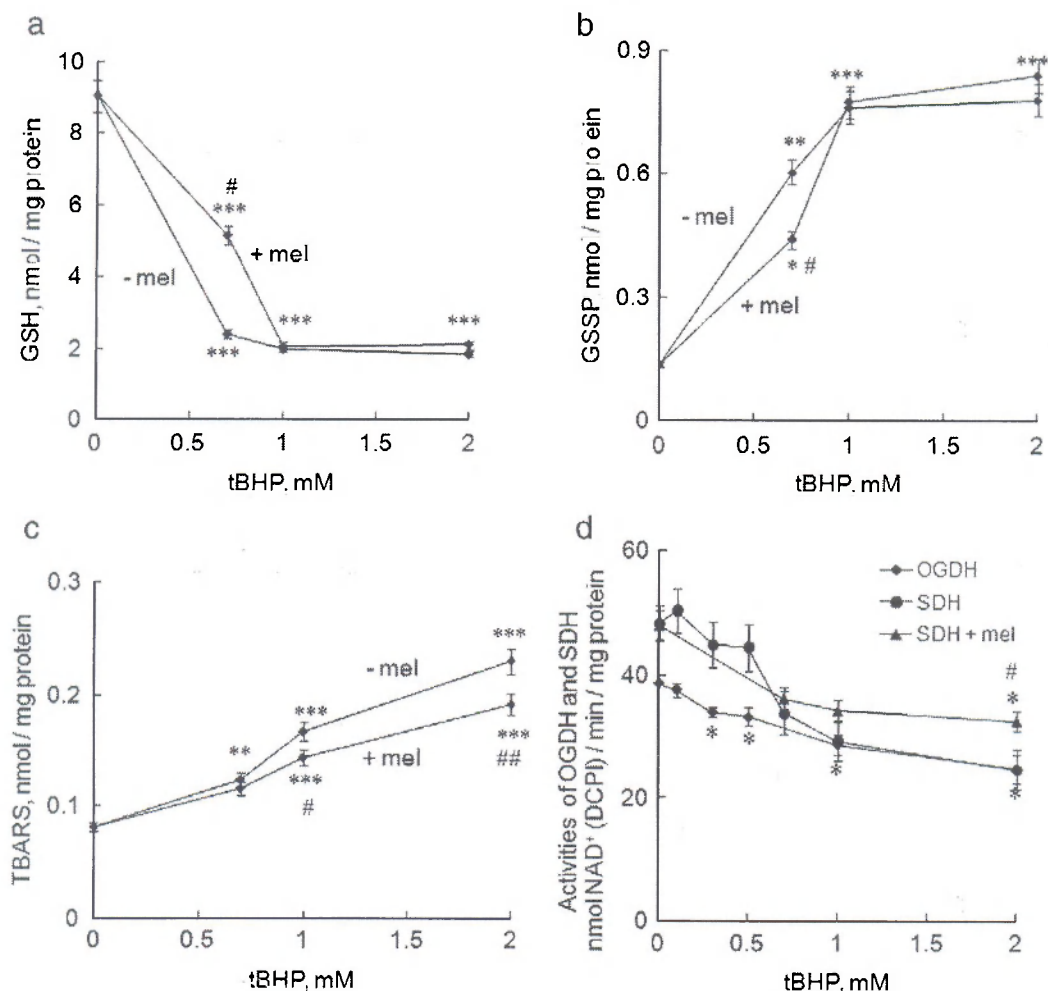 a
10
8
6
4
2
0
GSH, nmol / mg protein
#
***
+ mel
- mel
***
***
***
0 0.5 1 1.5 2
tBHP, mM
b
0.9
0.6
0.3
0
GSSP nmol / mg pro ein
***
***
**
- mel
* #
+ mel
0 0.5 1 1.5 2
tBHP, mM
c
0.3
0.2
0.1
0
TBARS, nmol / mg protein
***
- mel
***
**
+ mel
***
##
***
#
0 0.5 1 1.5 2
tBHP, mM
d
60
40
20
0
Activities of OGDH and SDH
nmol NAD⁺ (DCPI) / min / mg protein
OGDH
SDH
SDH + mel
#
*
* *
*
*
0 0.5 1 1.5 2
tBHP, mM